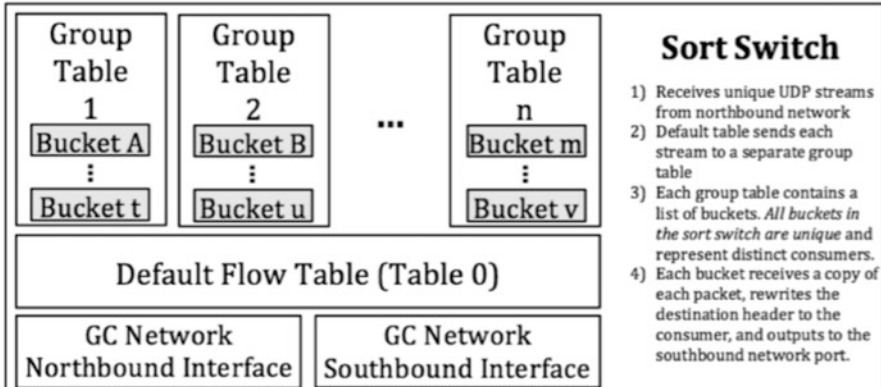 Group
Table
1
Bucket A
⋮
Bucket t
Group
Table
2
Bucket B
⋮
Bucket u
...
Group
Table
n
Bucket m
⋮
Bucket v
Default Flow Table (Table 0)
GC Network
Northbound Interface
GC Network
Southbound Interface
Sort Switch
1) Receives unique UDP streams
from northbound network
2) Default table sends each
stream to a separate group
table
3) Each group table contains a
list of buckets. All buckets in
the sort switch are unique and
represent distinct consumers.
4) Each bucket receives a copy of
each packet, rewrites the
destination header to the
consumer, and outputs to the
southbound network port.